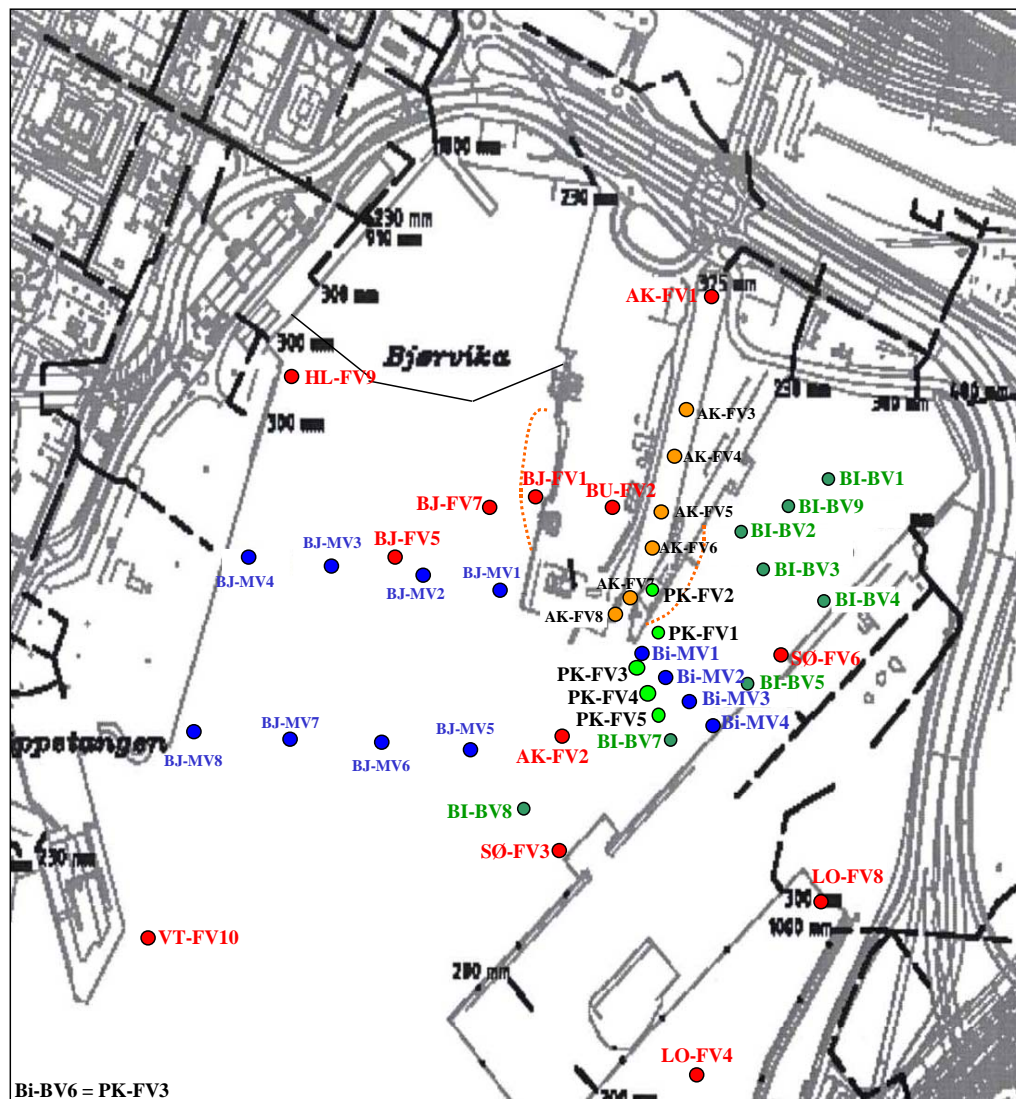 1800 mm
230 mm
1230 mm
910 mm
300 mm
375 mm
AK-FV1
300 mm
Bjørvika
HL-FV9
230 mm
300 mm
400 mm
300 mm
AK-FV3
AK-FV4
BI-BV1
BJ-FV1
BU-FV2
BJ-FV7
AK-FV5
BI-BV9
BI-BV2
BJ-MV3
BJ-FV5
AK-FV6
BJ-MV4
BJ-MV2
BJ-MV1
BI-BV3
AK-FV7
PK-FV2
BI-BV4
AK-FV8
PK-FV1
Bi-MV1
SØ-FV6
PK-FV3
Bi-MV2
BI-BV5
PK-FV4
Bi-MV3
PK-FV5
Bi-MV4
BJ-MV7
BJ-MV5
ppetangen
BJ-MV8
BJ-MV6
AK-FV2
BI-BV7
BI-BV8
SØ-FV3
230 mm
LO-FV8
300
1000 mm
VT-FV10
200 mm
LO-FV4
Bi-BV6 = PK-FV3